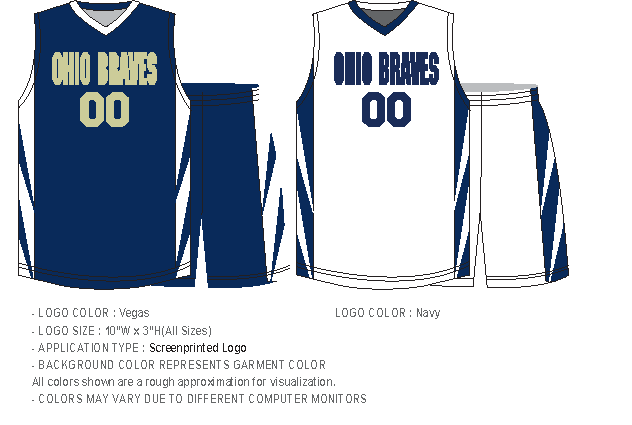 OHIO BRAVES OHIO BRAVES
00 00
- LOGO COLOR : Vegas LOGO COLOR : Navy
- LOGO SIZE : 10"W x 3"H(All Sizes)
- APPLICATION TYPE : Screenprinted Logo
- BACKGROUND COLOR REPRESENTS GARMENT COLOR
All colors shown are a rough approximation for visualization.
- COLORS MAY VARY DUE TO DIFFERENT COMPUTER MONITORS